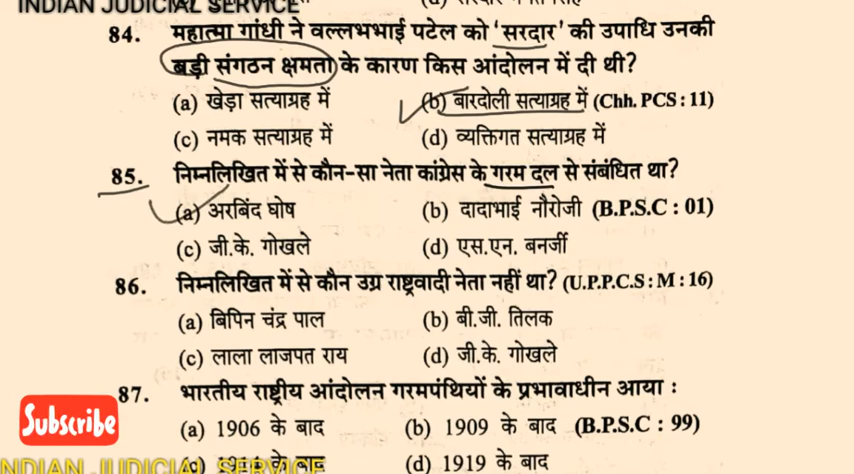 INDIAN JUDICIAL SERVICE
84. महात्मा गांधी ने वल्लभभाई पटेल को 'सरदार' की उपाधि उनकी
बड़ी संगठन क्षमता के कारण किस आंदोलन में दी थी?
(a) खेड़ा सत्याग्रह में (b) बारदोली सत्याग्रह में (Chh. PCS : 11)
(c) नमक सत्याग्रह में (d) व्यक्तिगत सत्याग्रह में
85. निम्नलिखित में से कौन-सा नेता कांग्रेस के गरम दल से संबंधित था?
(a) अरबिंद घोष (b) दादाभाई नौरोजी (B.P.S.C : 01)
(c) जी.के. गोखले (d) एस.एन. बनर्जी
86. निम्नलिखित में से कौन उग्र राष्ट्रवादी नेता नहीं था? (U.P.P.C.S : M : 16)
(a) बिपिन चंद्र पाल (b) बी.जी. तिलक
(c) लाला लाजपत राय (d) जी.के. गोखले
87. भारतीय राष्ट्रीय आंदोलन गरमपंथियों के प्रभावाधीन आया :
Subscribe
(a) 1906 के बाद (b) 1909 के बाद (B.P.S.C : 99)
के बाद (d) 1919 के बाद
INDIAN JUDICIAL SERVICE